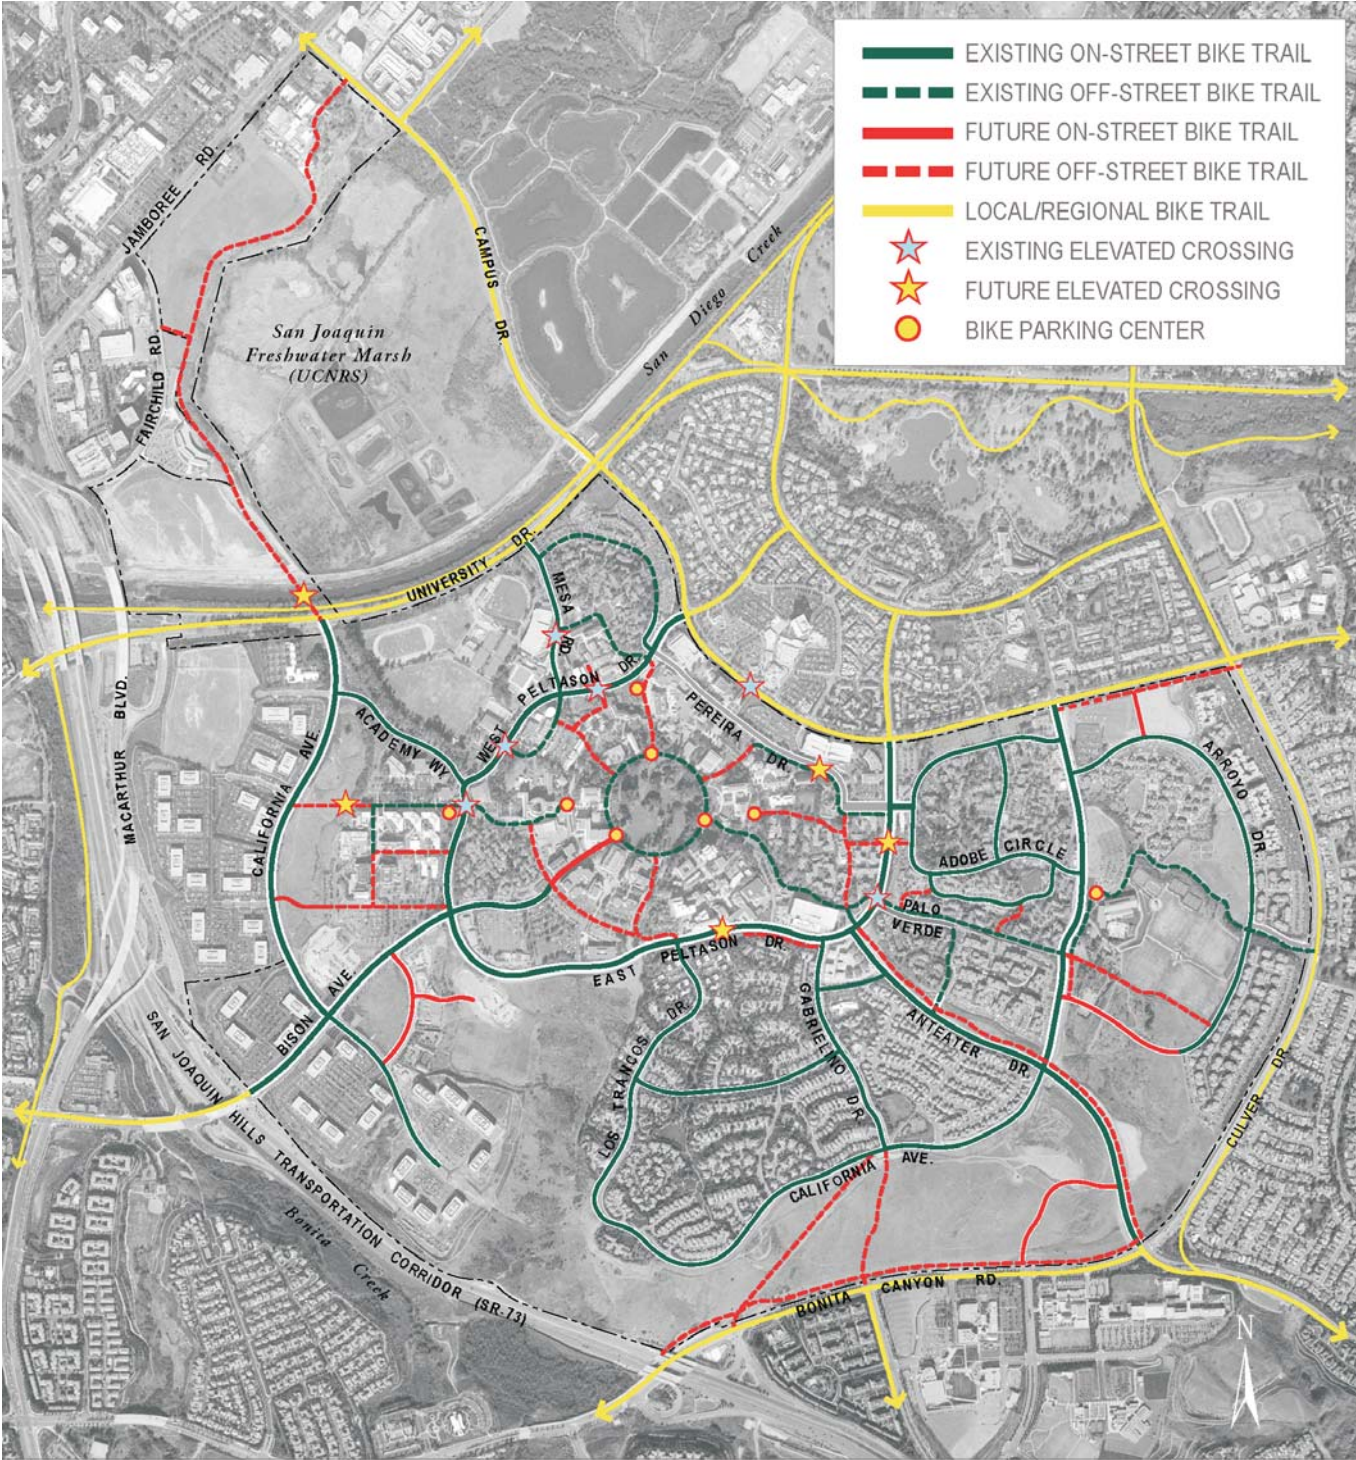 EXISTING ON-STREET BIKE TRAIL
EXISTING OFF-STREET BIKE TRAIL
FUTURE ON-STREET BIKE TRAIL
FUTURE OFF-STREET BIKE TRAIL
LOCAL/REGIONAL BIKE TRAIL
EXISTING ELEVATED CROSSING
FUTURE ELEVATED CROSSING
BIKE PARKING CENTER
JAMBOREE RD.
CAMPUS DR.
San Diego Creek
San Joaquin
Freshwater Marsh
(UCNRS)
FAIRCHILD RD.
UNIVERSITY DR.
MESA RD.
WEST PELTASON DR.
PEREIRA DR.
ACADEMY WY
CALIFORNIA AVE.
MACARTHUR BLVD.
ARROYO DR.
ADOBE CIRCLE
PALO
VERDE
EAST PELTASON DR.
BISON AVE.
LOS TRANCOS DR.
GABRIELINO DR.
ANTEATER DR.
CULVER DR.
CALIFORNIA AVE.
SAN JOAQUIN HILLS TRANSPORTATION CORRIDOR (SR-73)
Bonita Creek
BONITA CANYON RD.
N